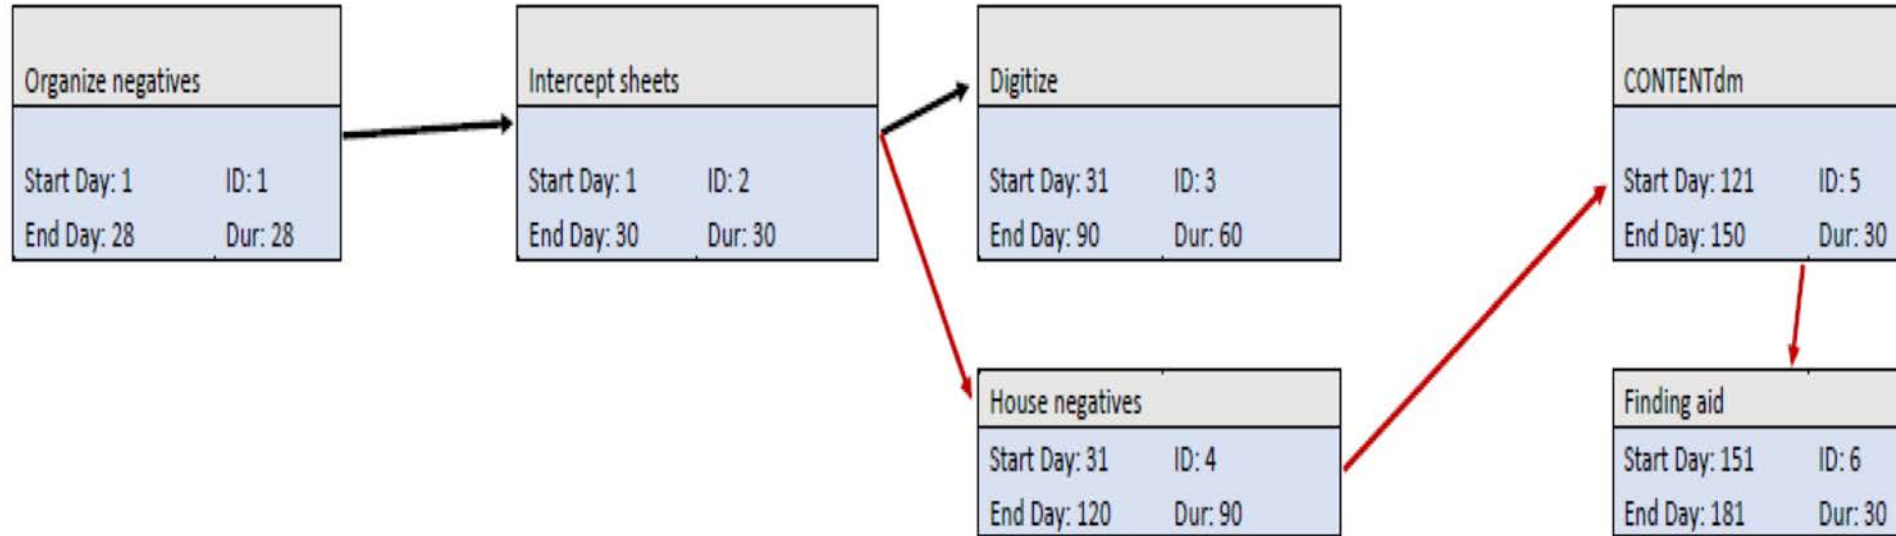 Organize negatives
Start Day: 1 ID: 1
End Day: 28 Dur: 28
Intercept sheets
Start Day: 1 ID: 2
End Day: 30 Dur: 30
Digitize
Start Day: 31 ID: 3
End Day: 90 Dur: 60
House negatives
Start Day: 31 ID: 4
End Day: 120 Dur: 90
CONTENTdm
Start Day: 121 ID: 5
End Day: 150 Dur: 30
Finding aid
Start Day: 151 ID: 6
End Day: 181 Dur: 30